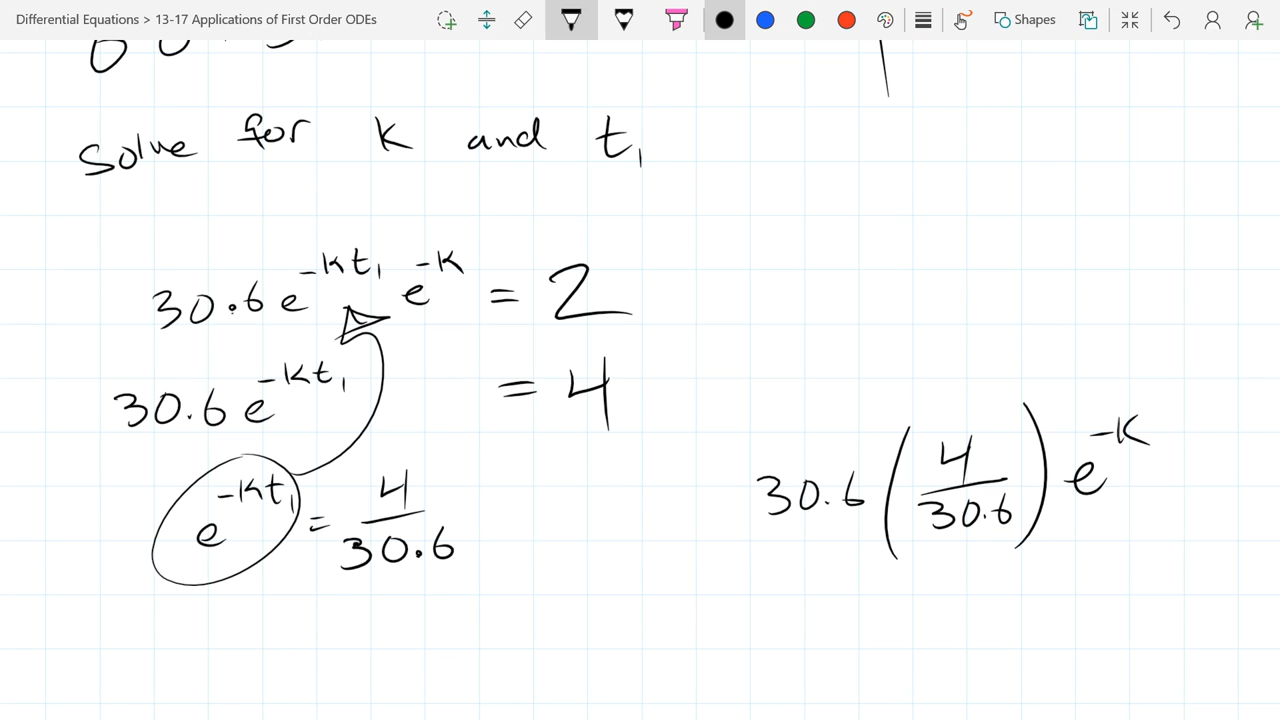 Differential Equations > 13-17 Applications of First Order ODEs
Shapes
Solve for k and t₁
30.6 e^{-kt₁} e^{-k} = 2
30.6 e^{-kt₁} = 4
e^{-kt₁} = 4/30.6
30.6 (4/30.6) e^{-k}